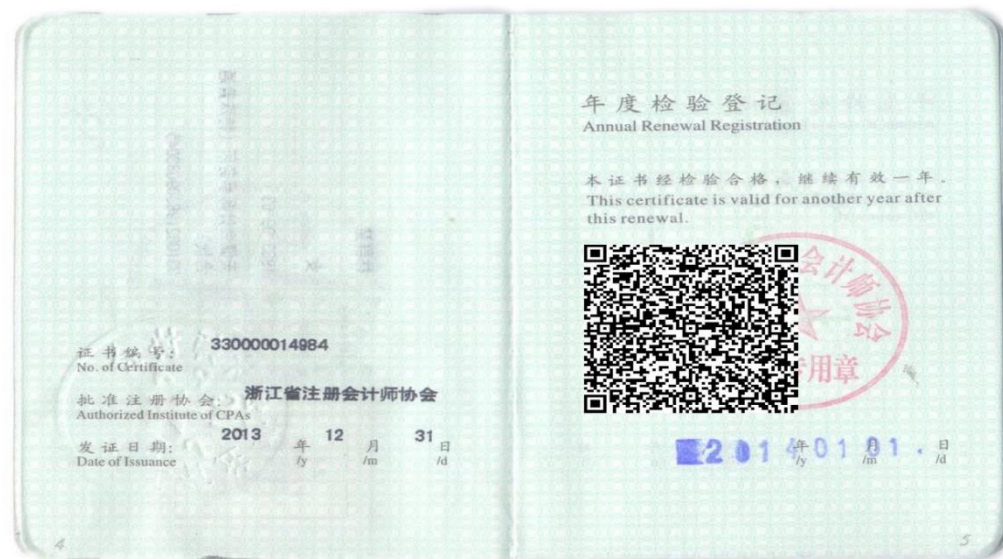 证书编号:
330000014984
No. of Certificate
批准注册协会:
浙江省注册会计师协会
Authorized Institute of CPAs
发证日期:
2013 年 12 月 31 日
Date of Issuance /y /m /d
4
年度检验登记
Annual Renewal Registration
本证书经检验合格，继续有效一年.
This certificate is valid for another year after
this renewal.
会计师协会
专用章
2014 年 01 月 01 . 日
/y /m /d
5